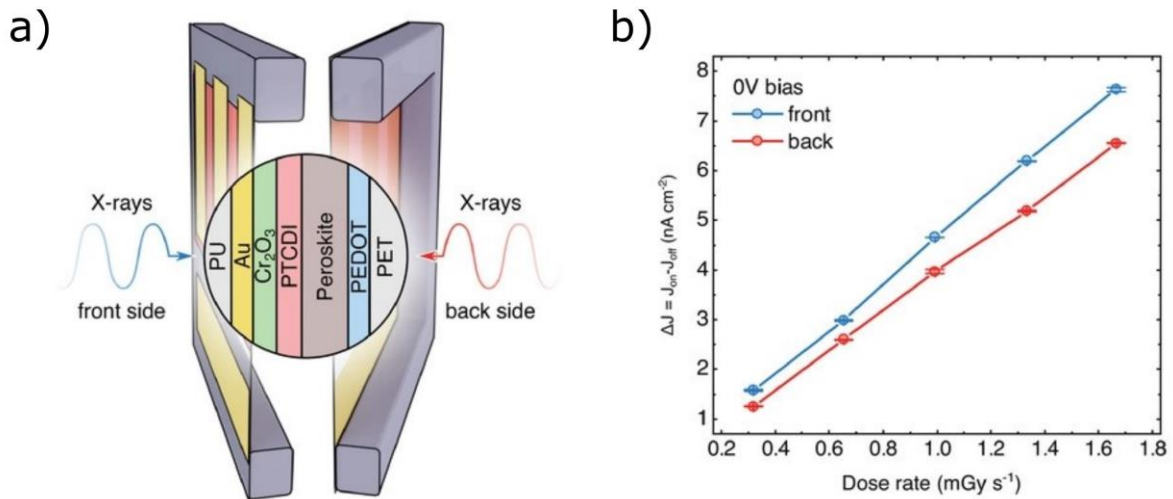 a)
X-rays
front side
PU
Au
Cr₂O₃
PTCDI
Peroskite
PEDOT
PET
X-rays
back side
b)
0V bias
front
back
ΔJ = Jon-Joff (nA cm⁻²)
8
7
6
5
4
3
2
1
0.2 0.4 0.6 0.8 1.0 1.2 1.4 1.6 1.8
Dose rate (mGy s⁻¹)